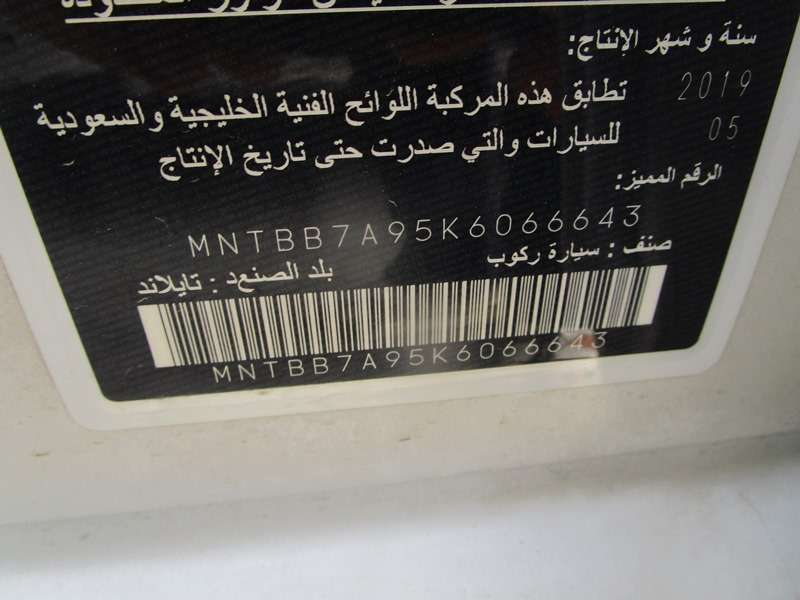 سنة و شهر الإنتاج:
2019
05
تطابق هذه المركبة اللوائح الفنية الخليجية والسعودية
للسيارات والتي صدرت حتى تاريخ الإنتاج
الرقم المميز:
MNTBB7A95K6066643
صنف : سيارة ركوب
بلد الصنع : تايلاند
MNTBB7A95K6066643